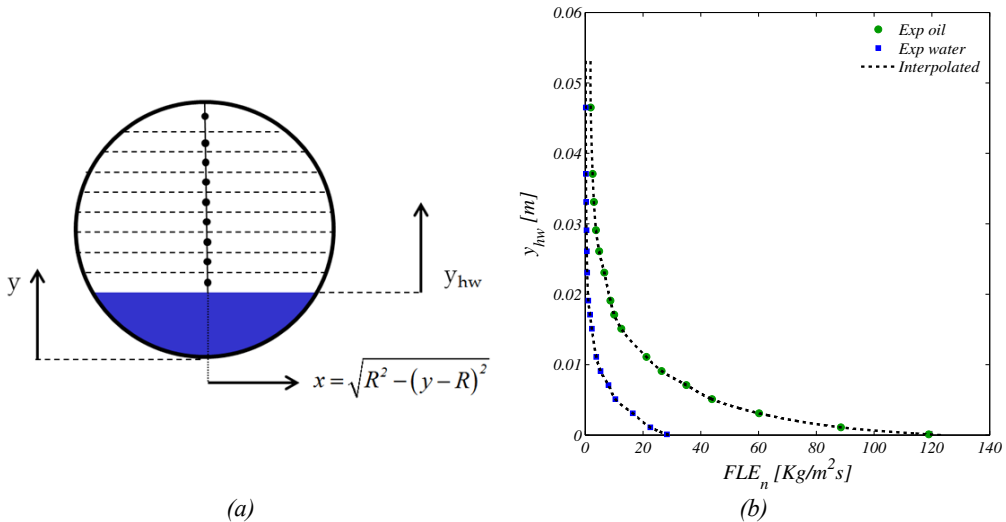 y
y_hw
x = √(R² − (y − R)²)
(a)
0.06
0.05
0.04
0.03
0.02
0.01
0
y_hw [m]
Exp oil
Exp water
Interpolated
0 20 40 60 80 100 120 140
FLE_n [Kg/m²s]
(b)